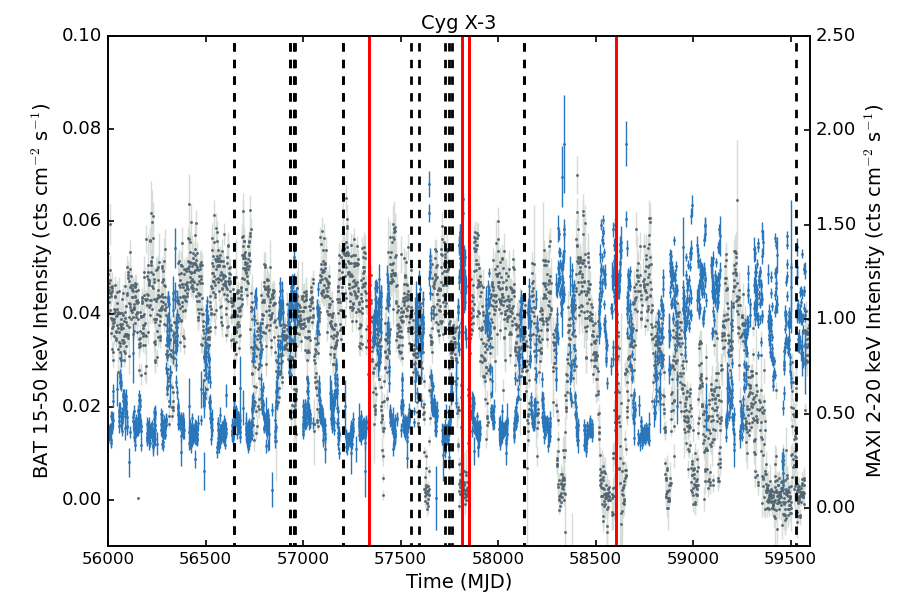 Cyg X-3
0.10
0.08
0.06
0.04
0.02
0.00
BAT 15-50 keV Intensity (cts cm⁻² s⁻¹)
2.50
2.00
1.50
1.00
0.50
0.00
MAXI 2-20 keV Intensity (cts cm⁻² s⁻¹)
56000 56500 57000 57500 58000 58500 59000 59500
Time (MJD)